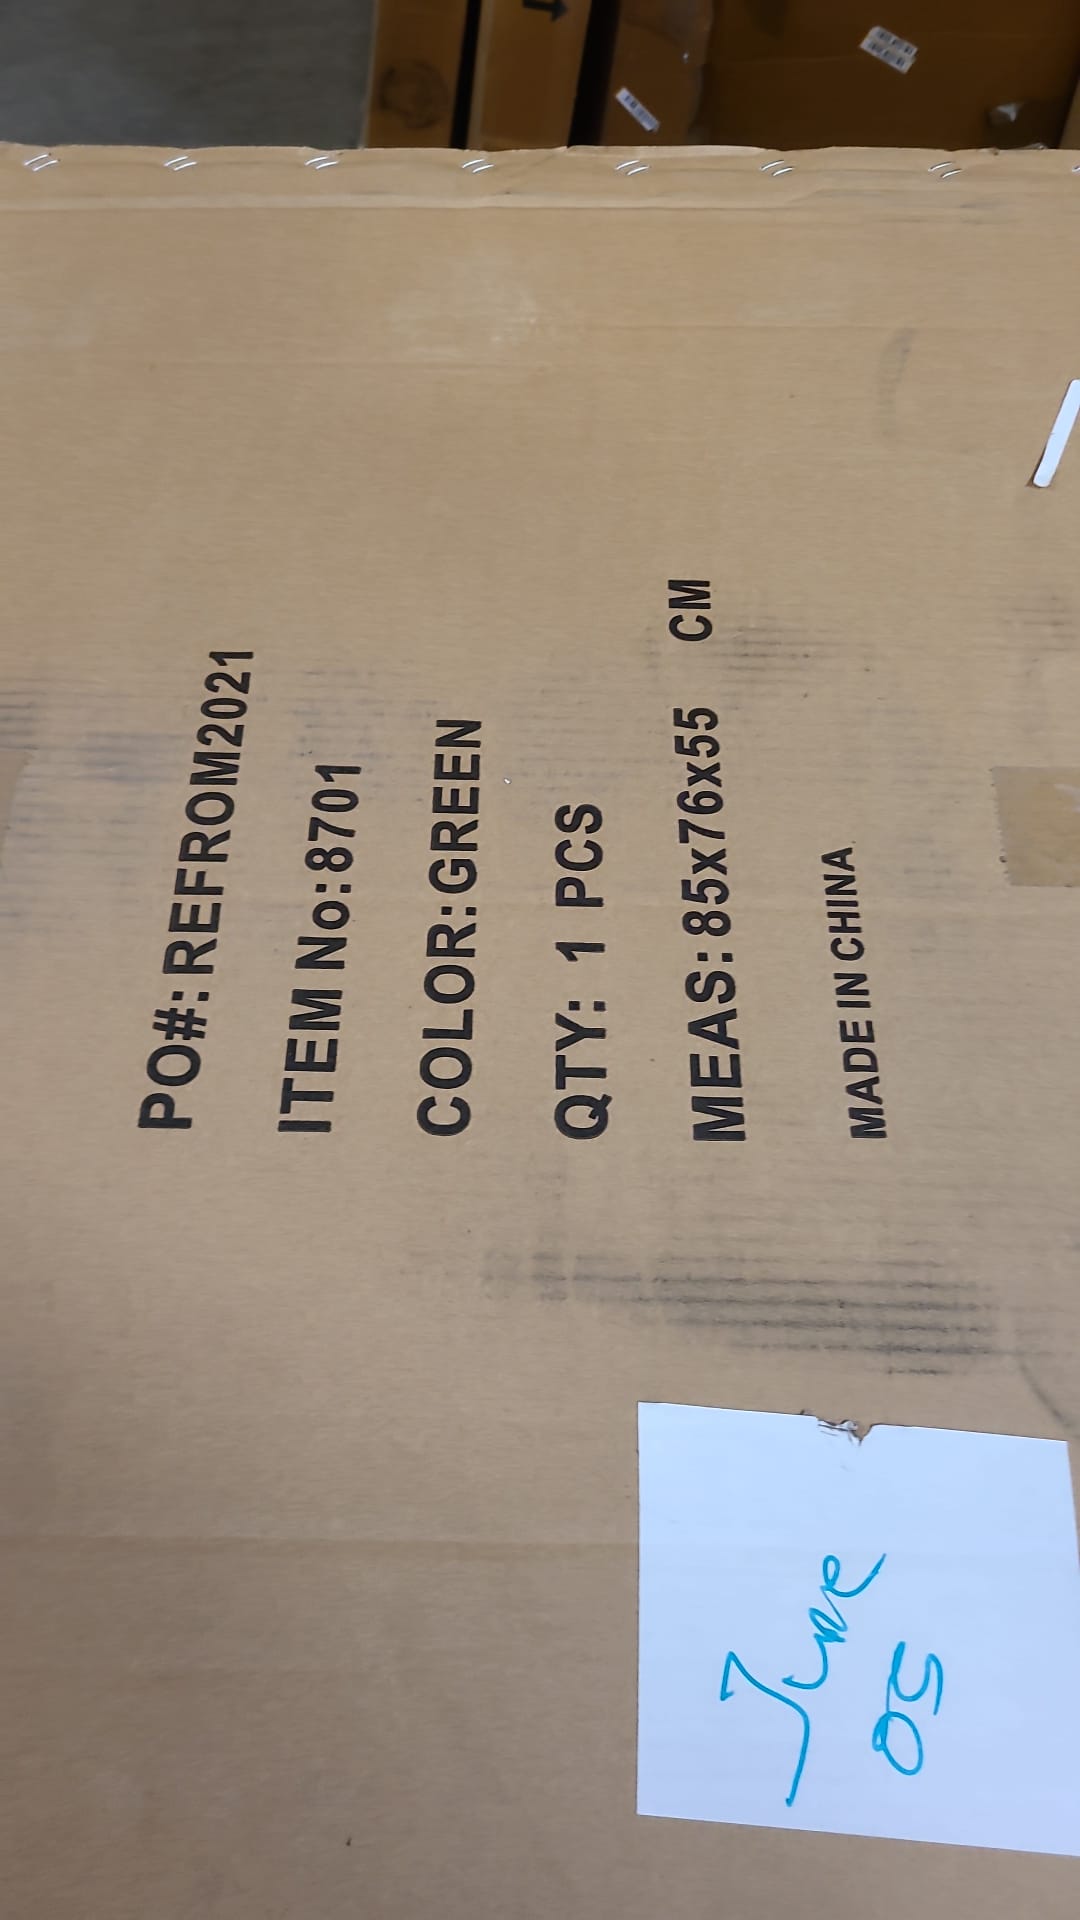 PO#: REFROM2021
ITEM No:8701
COLOR: GREEN
QTY: 1 PCS
MEAS: 85x76x55 CM
MADE IN CHINA
June
05